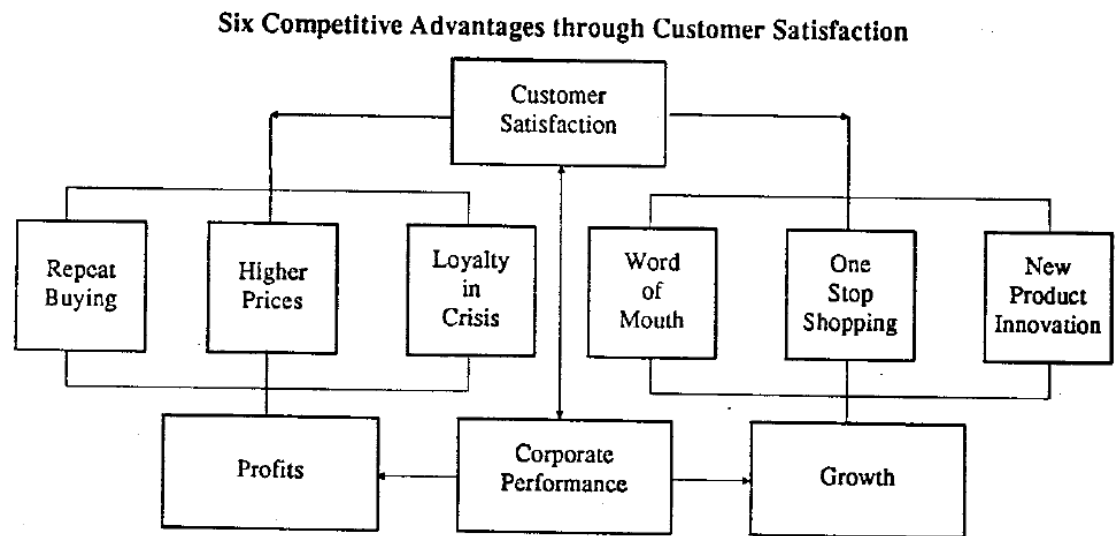 Six Competitive Advantages through Customer Satisfaction
Customer
Satisfaction
Repeat
Buying
Higher
Prices
Loyalty
in
Crisis
Word
of
Mouth
One
Stop
Shopping
New
Product
Innovation
Profits
Corporate
Performance
Growth